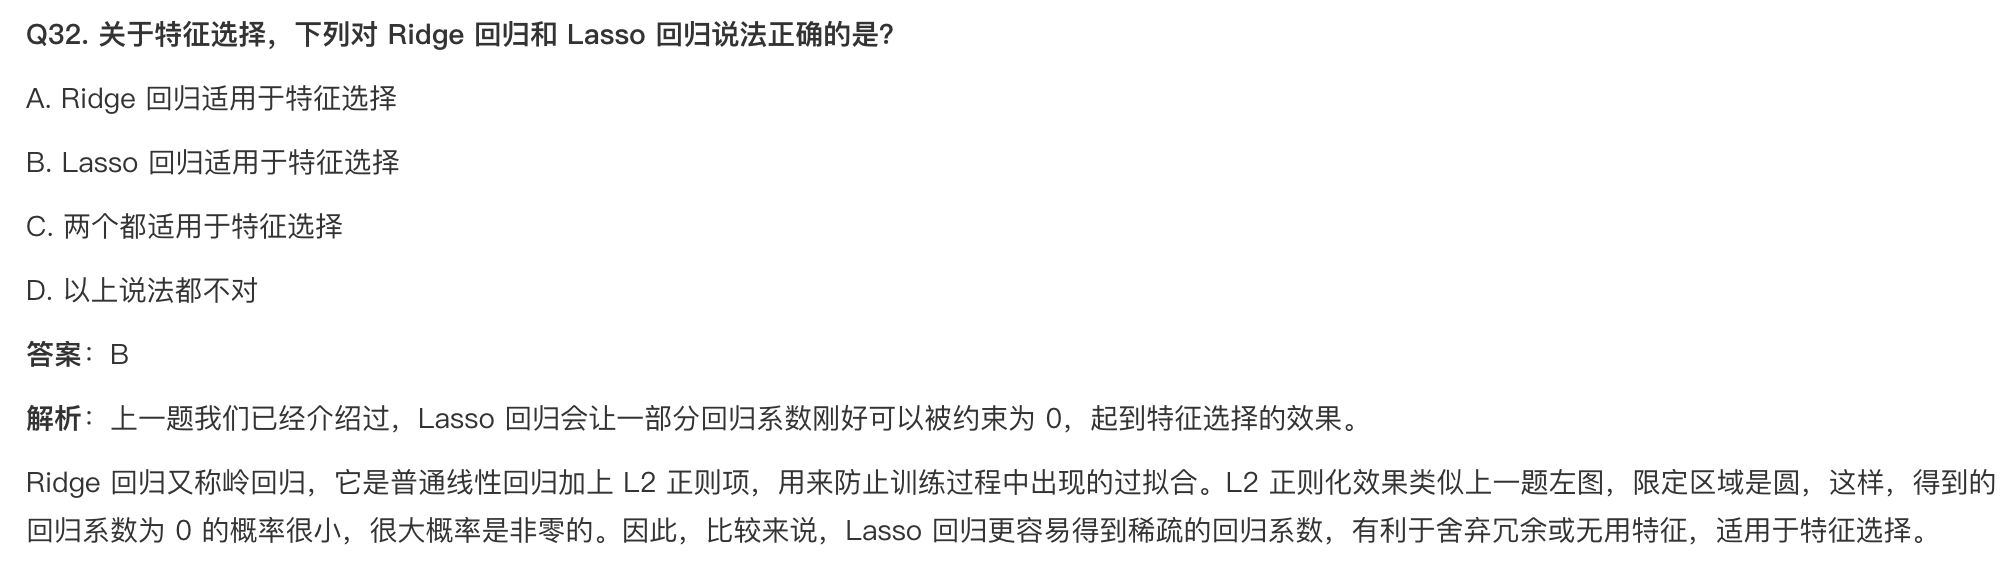 Q32. 关于特征选择，下列对 Ridge 回归和 Lasso 回归说法正确的是？
A. Ridge 回归适用于特征选择
B. Lasso 回归适用于特征选择
C. 两个都适用于特征选择
D. 以上说法都不对
答案：B
解析：上一题我们已经介绍过，Lasso 回归会让一部分回归系数刚好可以被约束为 0，起到特征选择的效果。
Ridge 回归又称岭回归，它是普通线性回归加上 L2 正则项，用来防止训练过程中出现的过拟合。L2 正则化效果类似上一题左图，限定区域是圆，这样，得到的
回归系数为 0 的概率很小，很大概率是非零的。因此，比较来说，Lasso 回归更容易得到稀疏的回归系数，有利于舍弃冗余或无用特征，适用于特征选择。